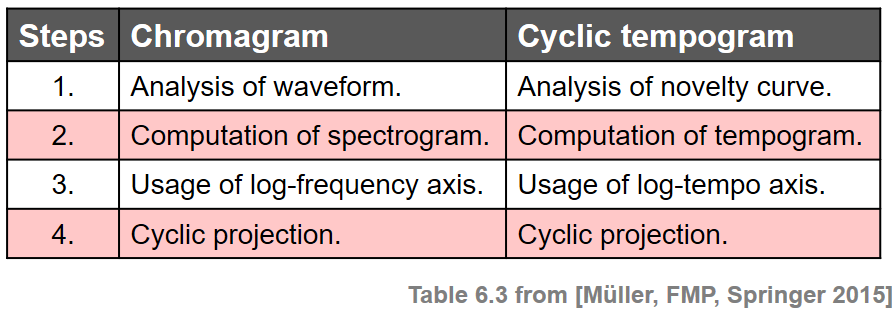 Steps Chromagram Cyclic tempogram
1. Analysis of waveform. Analysis of novelty curve.
2. Computation of spectrogram. Computation of tempogram.
3. Usage of log-frequency axis. Usage of log-tempo axis.
4. Cyclic projection. Cyclic projection.
Table 6.3 from [Müller, FMP, Springer 2015]